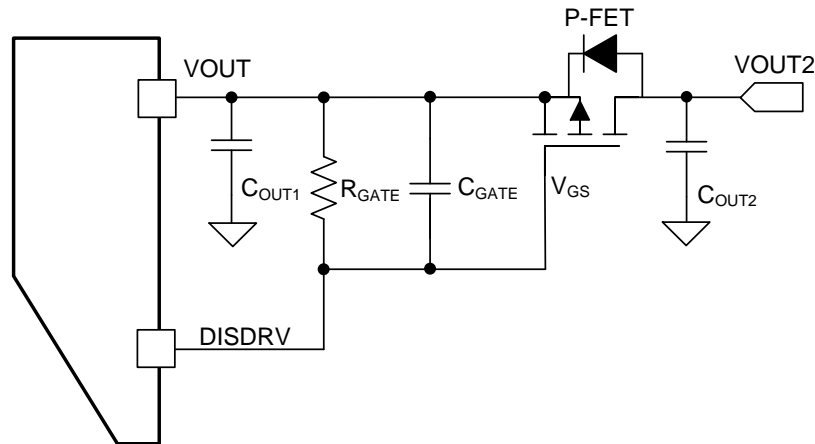 P-FET
VOUT
VOUT2
COUT1
RGATE
CGATE
VGS
COUT2
DISDRV